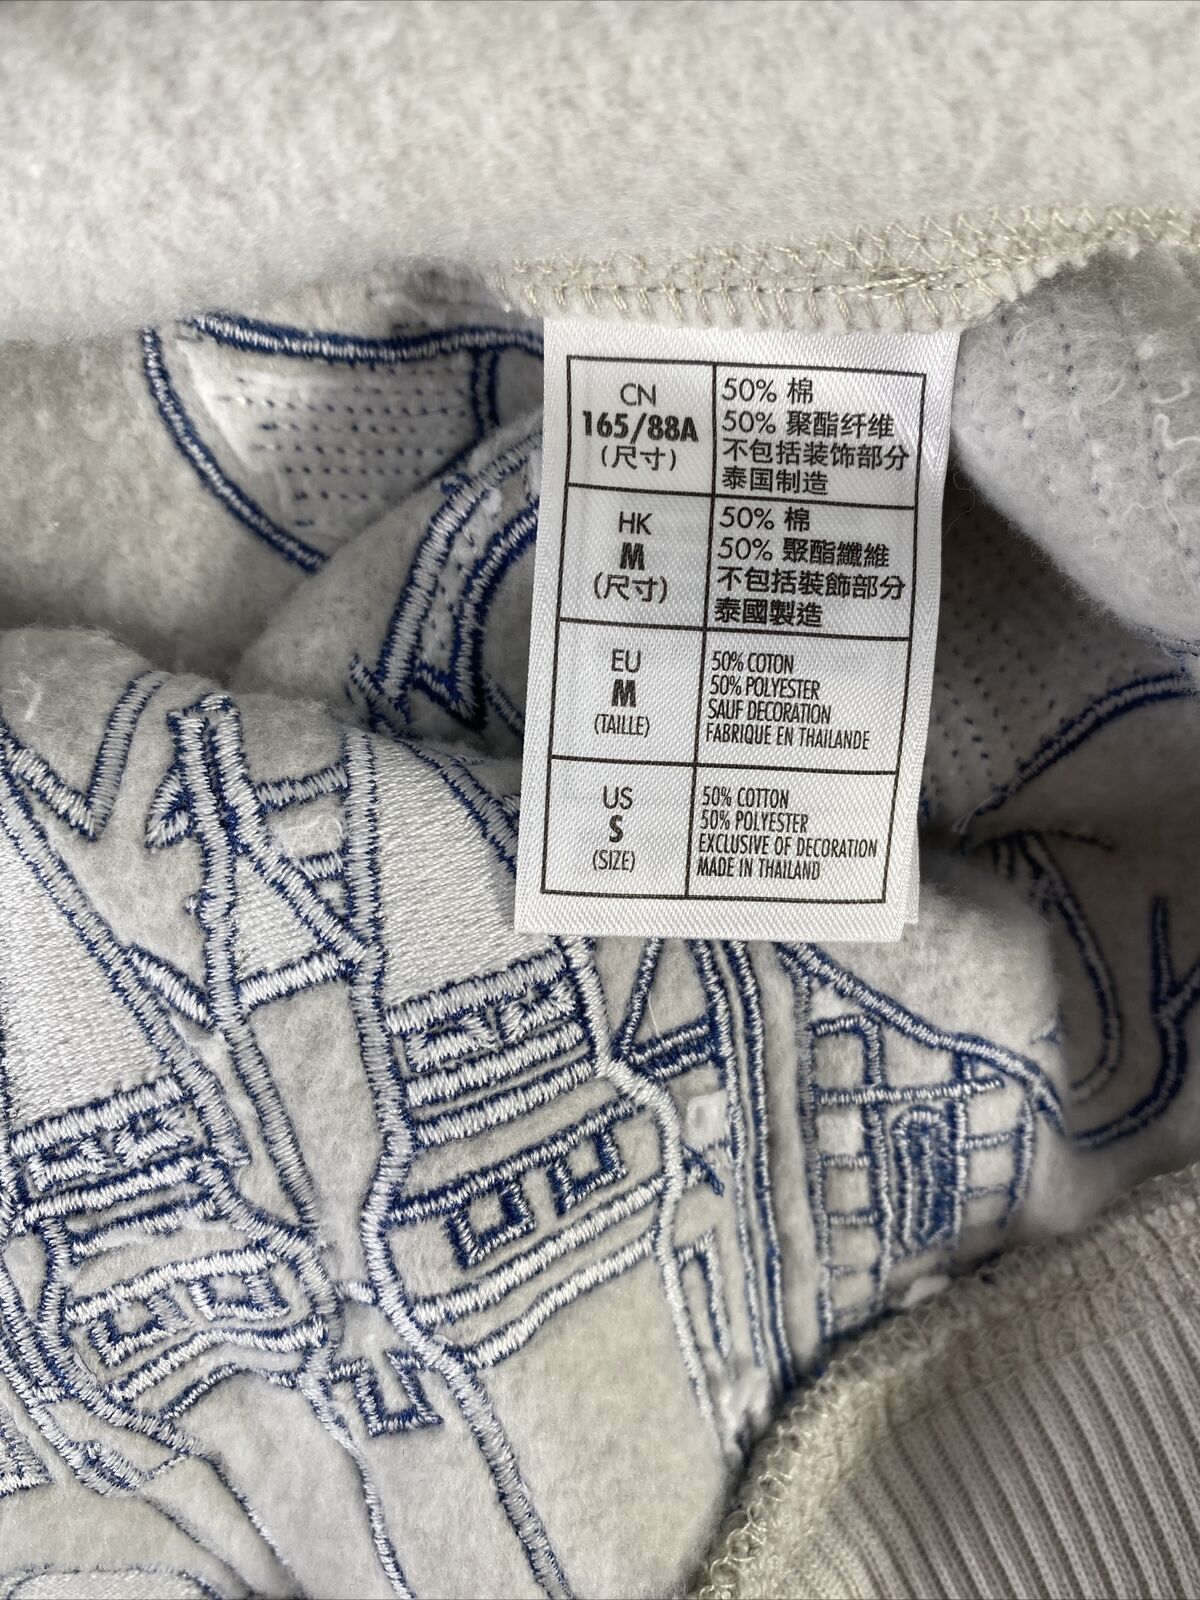 CN
165/88A
(尺寸)
50% 棉
50% 聚酯纤维
不包括装饰部分
泰国制造
HK
M
(尺寸)
50% 棉
50% 聚酯纖維
不包括裝飾部分
泰國製造
EU
M
(TAILLE)
50% COTON
50% POLYESTER
SAUF DECORATION
FABRIQUE EN THAILANDE
US
S
(SIZE)
50% COTTON
50% POLYESTER
EXCLUSIVE OF DECORATION
MADE IN THAILAND